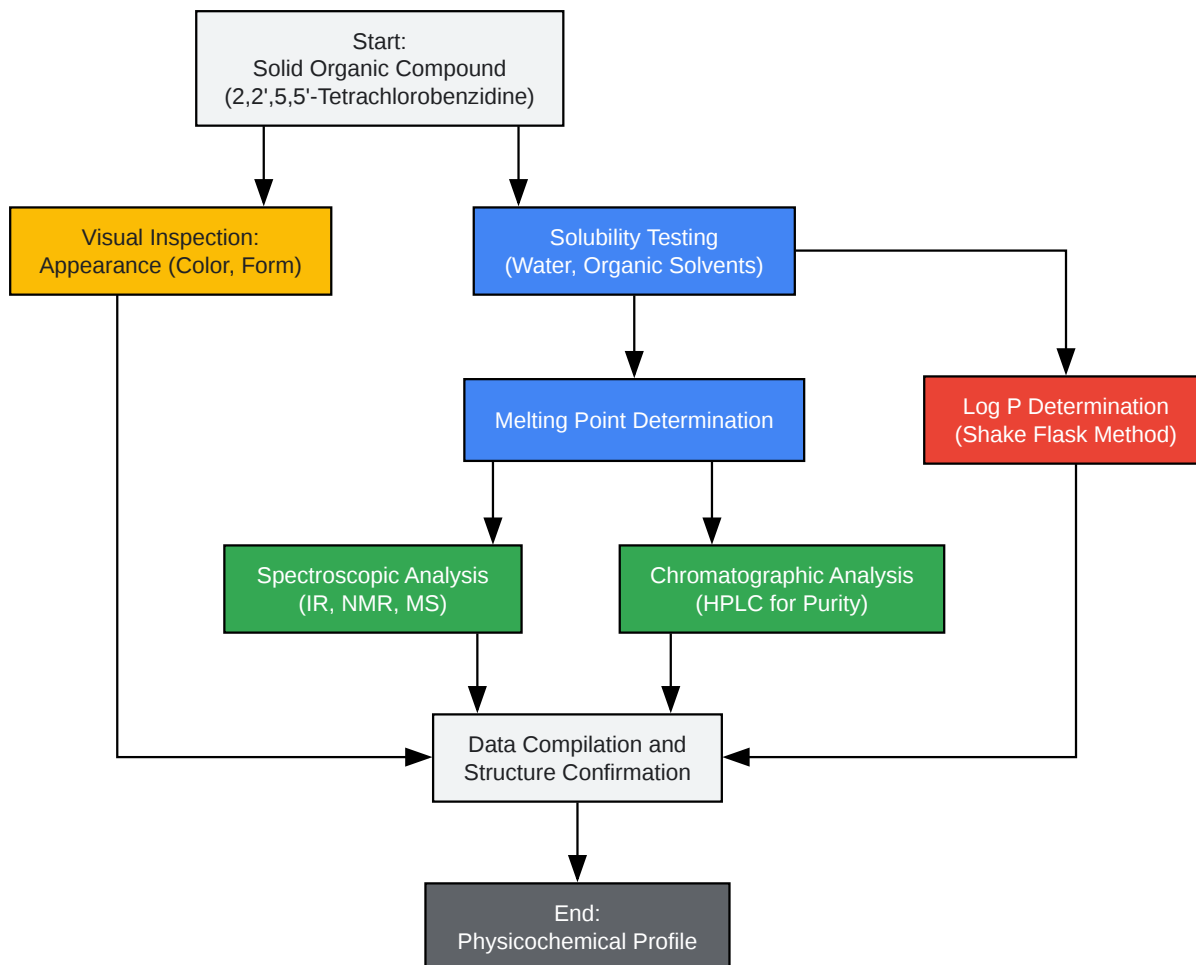 Start:
Solid Organic Compound
(2,2',5,5'-Tetrachlorobenzidine)
Visual Inspection:
Appearance (Color, Form)
Solubility Testing
(Water, Organic Solvents)
Melting Point Determination
Log P Determination
(Shake Flask Method)
Spectroscopic Analysis
(IR, NMR, MS)
Chromatographic Analysis
(HPLC for Purity)
Data Compilation and
Structure Confirmation
End:
Physicochemical Profile